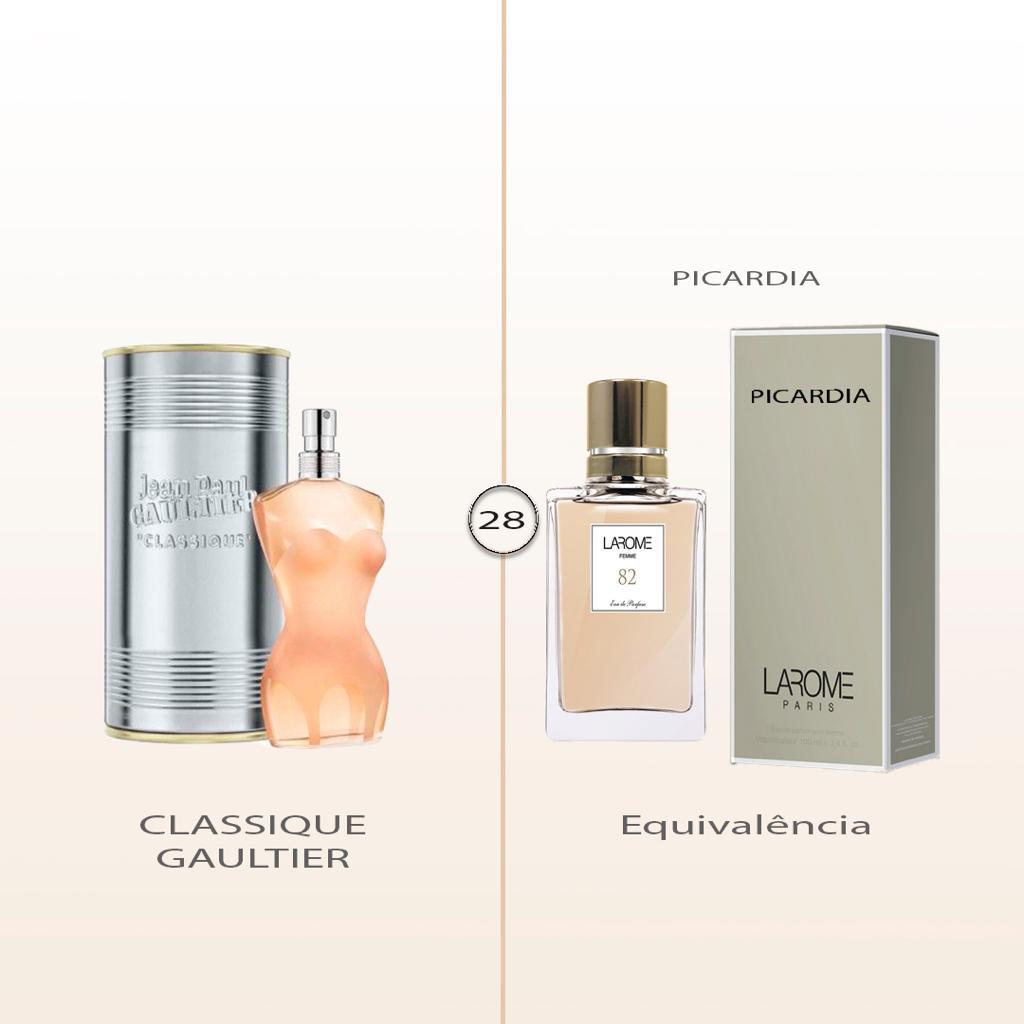 PICARDIA
Jean Paul
GAULTIER
"CLASSIQUE"
28
LAROME
FEMME
82
Eau de Parfum
PICARDIA
LAROME
PARIS
CLASSIQUE
GAULTIER
Equivalência